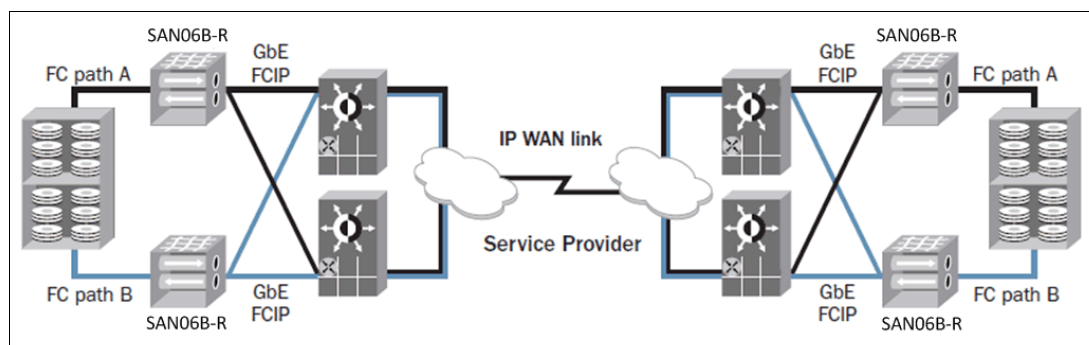 SAN06B-R
GbE
FCIP
FC path A
FC path B
GbE
FCIP
SAN06B-R
IP WAN link
Service Provider
SAN06B-R
GbE
FCIP
FC path A
FC path B
GbE
FCIP
SAN06B-R